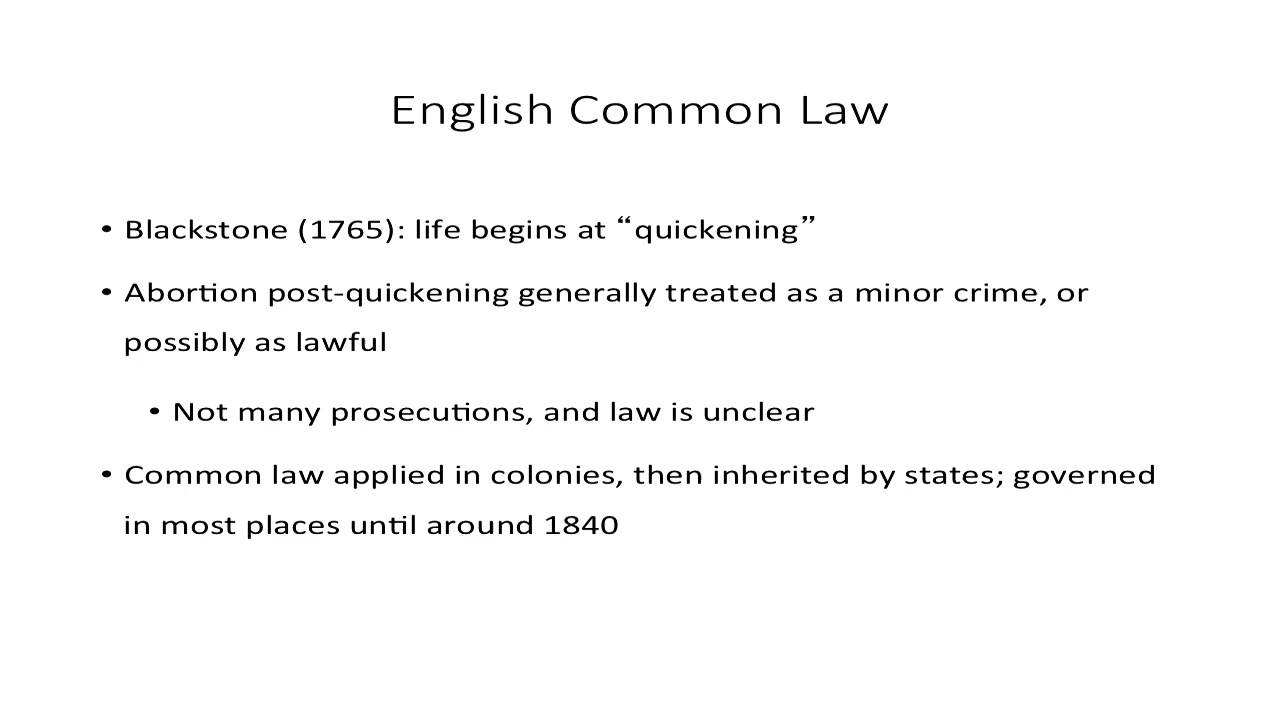 English Common Law
• Blackstone (1765): life begins at “quickening”
• Abortion post-quickening generally treated as a minor crime, or
possibly as lawful
• Not many prosecutions, and law is unclear
• Common law applied in colonies, then inherited by states; governed
in most places until around 1840